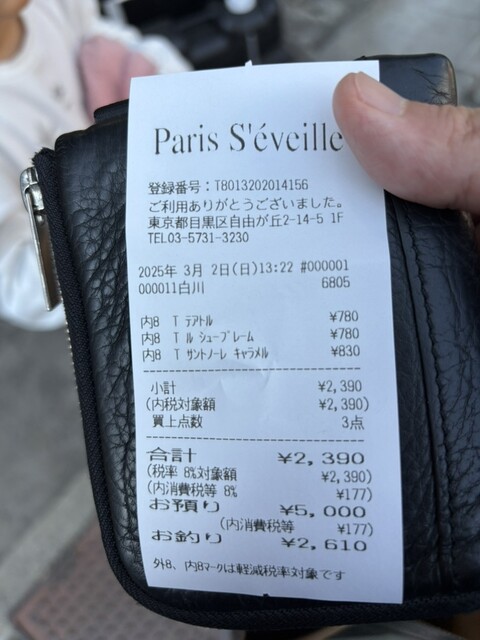 Paris S'éveille
登録番号：T8013202014156
ご利用ありがとうございました。
東京都目黒区自由が丘2-14-5 1F
TEL03-5731-3230
2025年 3月 2日(日)13:22 #000001
000011白川 6805
内8 T テアトル ¥780
内8 T ル シューブレーム ¥780
内8 T サントノーレ キャラメル ¥830
小計 ¥2,390
(内税対象額 ¥2,390)
買上点数 3点
合計 ¥2,390
(税率 8%対象額 ¥2,390)
(内消費税等 8% ¥177)
お預り ¥5,000
(内消費税等 ¥177)
お釣り ¥2,610
外8、内8マークは軽減税率対象です